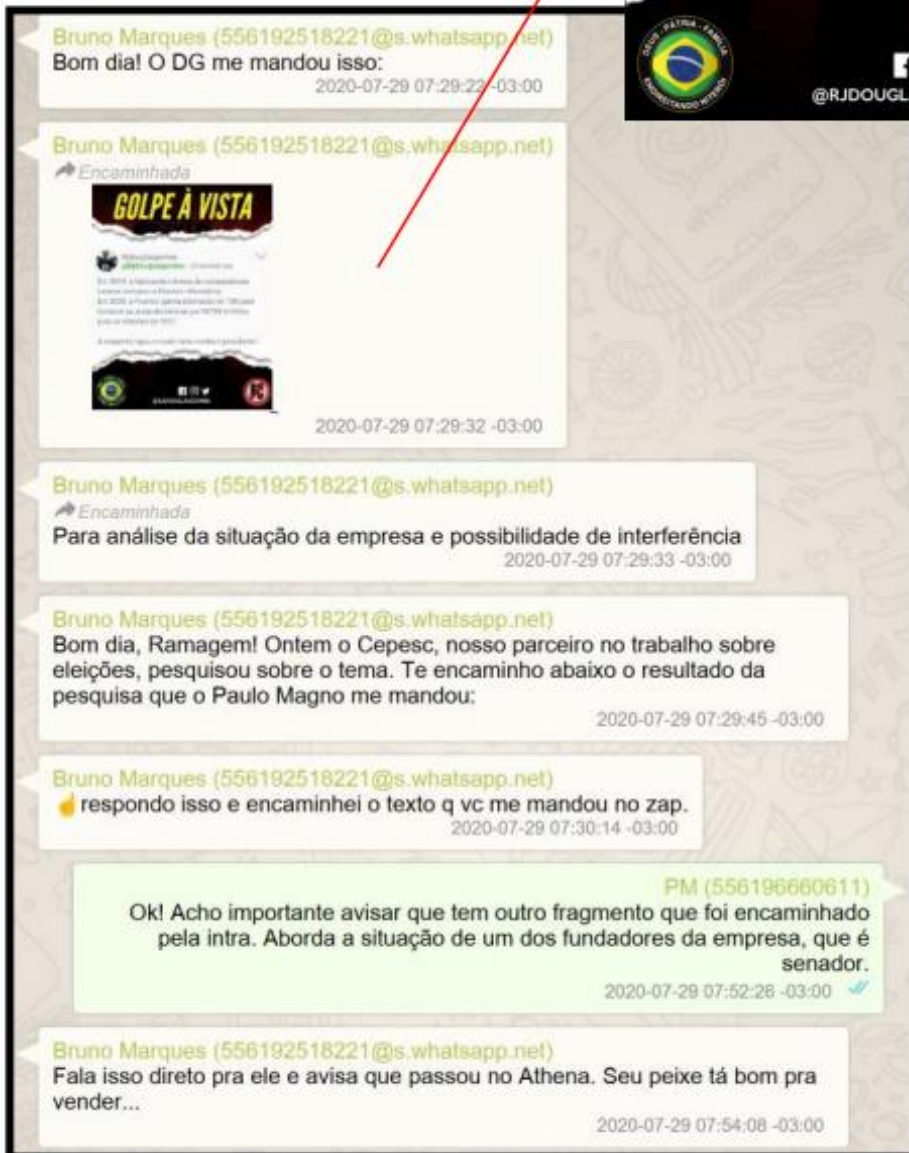 DEUS - PÁTRIA - FAMÍLIA
ENDIREITANDO NITERÓI
@RJDOUGL
Bruno Marques (556192518221@s.whatsapp.net)
Bom dia! O DG me mandou isso:
2020-07-29 07:29:22 -03:00
Bruno Marques (556192518221@s.whatsapp.net)
Encaminhada
GOLPE À VISTA
2020-07-29 07:29:32 -03:00
Bruno Marques (556192518221@s.whatsapp.net)
Encaminhada
Para análise da situação da empresa e possibilidade de interferência
2020-07-29 07:29:33 -03:00
Bruno Marques (556192518221@s.whatsapp.net)
Bom dia, Ramagem! Ontem o Cepesc, nosso parceiro no trabalho sobre
eleições, pesquisou sobre o tema. Te encaminho abaixo o resultado da
pesquisa que o Paulo Magno me mandou:
2020-07-29 07:29:45 -03:00
Bruno Marques (556192518221@s.whatsapp.net)
☝respondo isso e encaminhei o texto q vc me mandou no zap.
2020-07-29 07:30:14 -03:00
PM (556196660611)
Ok! Acho importante avisar que tem outro fragmento que foi encaminhado
pela intra. Aborda a situação de um dos fundadores da empresa, que é
senador.
2020-07-29 07:52:26 -03:00
Bruno Marques (556192518221@s.whatsapp.net)
Fala isso direto pra ele e avisa que passou no Athena. Seu peixe tá bom pra
vender...
2020-07-29 07:54:08 -03:00